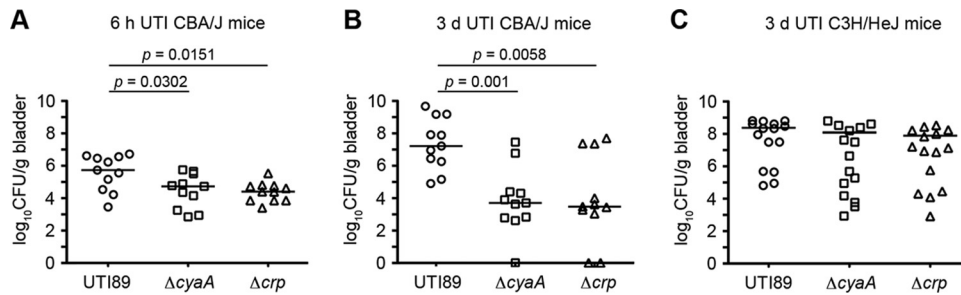 A 6 h UTI CBA/J mice
p = 0.0151
p = 0.0302
log10CFU/g bladder
10
8
6
4
2
0
UTI89 ΔcyaA Δcrp
B 3 d UTI CBA/J mice
p = 0.0058
p = 0.001
log10CFU/g bladder
10
8
6
4
2
0
UTI89 ΔcyaA Δcrp
C 3 d UTI C3H/HeJ mice
log10CFU/g bladder
10
8
6
4
2
0
UTI89 ΔcyaA Δcrp